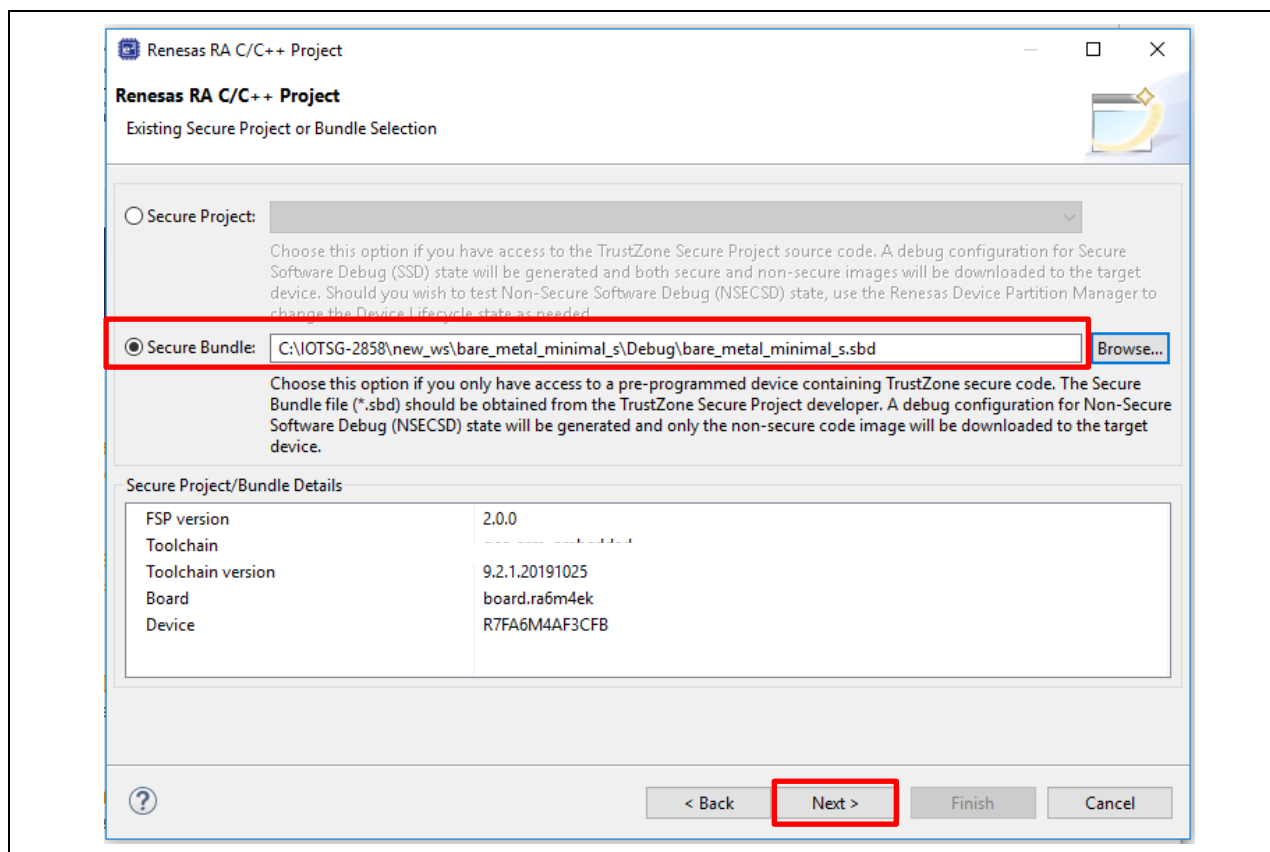 Renesas RA C/C++ Project
Renesas RA C/C++ Project
Existing Secure Project or Bundle Selection
Secure Project:
Choose this option if you have access to the TrustZone Secure Project source code. A debug configuration for Secure
Software Debug (SSD) state will be generated and both secure and non-secure images will be downloaded to the target
device. Should you wish to test Non-Secure Software Debug (NSECSD) state, use the Renesas Device Partition Manager to
change the Device Lifecycle state as needed
Secure Bundle: C:\IOTSG-2858\new_ws\bare_metal_minimal_s\Debug\bare_metal_minimal_s.sbd Browse...
Choose this option if you only have access to a pre-programmed device containing TrustZone secure code. The Secure
Bundle file (*.sbd) should be obtained from the TrustZone Secure Project developer. A debug configuration for Non-Secure
Software Debug (NSECSD) state will be generated and only the non-secure code image will be downloaded to the target
device.
Secure Project/Bundle Details
FSP version 2.0.0
Toolchain
Toolchain version 9.2.1.20191025
Board board.ra6m4ek
Device R7FA6M4AF3CFB
? < Back Next > Finish Cancel